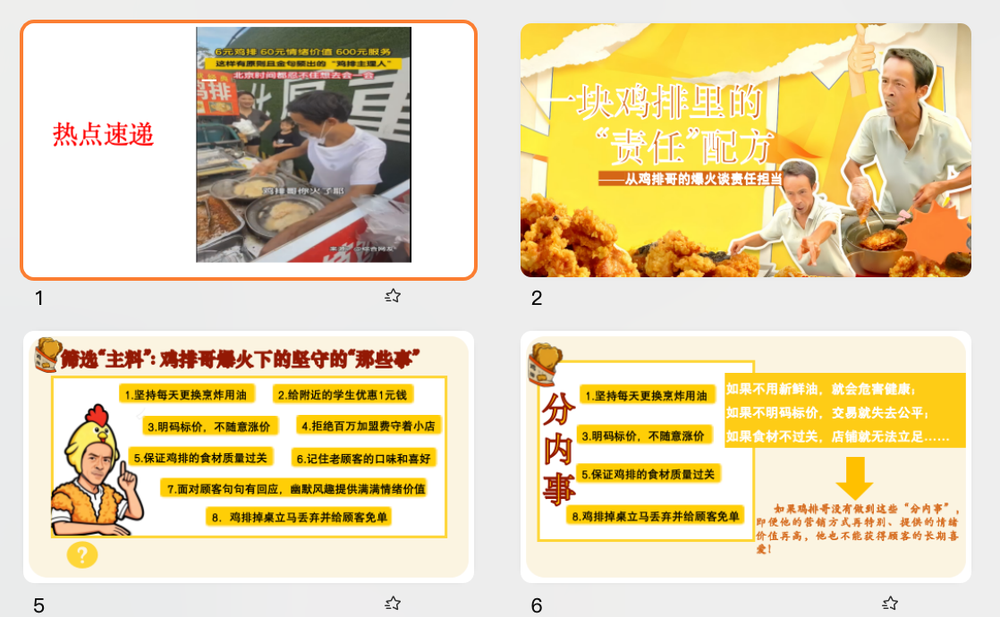 6元鸡排 60元情绪价值 600元服务
这样有原则且金句频出的“鸡排主理人”
北京时间都忍不住想去会一会
鸡排
热点速递
鸡排哥你火了耶
1
一块鸡排里的
“责任”配方
——从鸡排哥的爆火谈责任担当
2
筛选“主料”：鸡排哥爆火下的坚守的“那些事”
1.坚持每天更换烹炸用油
2.给附近的学生优惠1元钱
3.明码标价，不随意涨价
4.拒绝百万加盟费守着小店
5.保证鸡排的食材质量过关
6.记住老顾客的口味和喜好
7.面对顾客句句有回应，幽默风趣提供满满情绪价值
8．鸡排掉桌立马丢弃并给顾客免单
?
5
分内事
1.坚持每天更换烹炸用油
3.明码标价，不随意涨价
5.保证鸡排的食材质量过关
8.鸡排掉桌立马丢弃并给顾客免单
如果不用新鲜油，就会危害健康；
如果不明码标价，交易就失去公平；
如果食材不过关，店铺就无法立足……
如果鸡排哥没有做到这些“分内事”，
即便他的营销方式再特别、提供的情绪
价值再高，他也不能获得顾客的长期喜
爱！
6